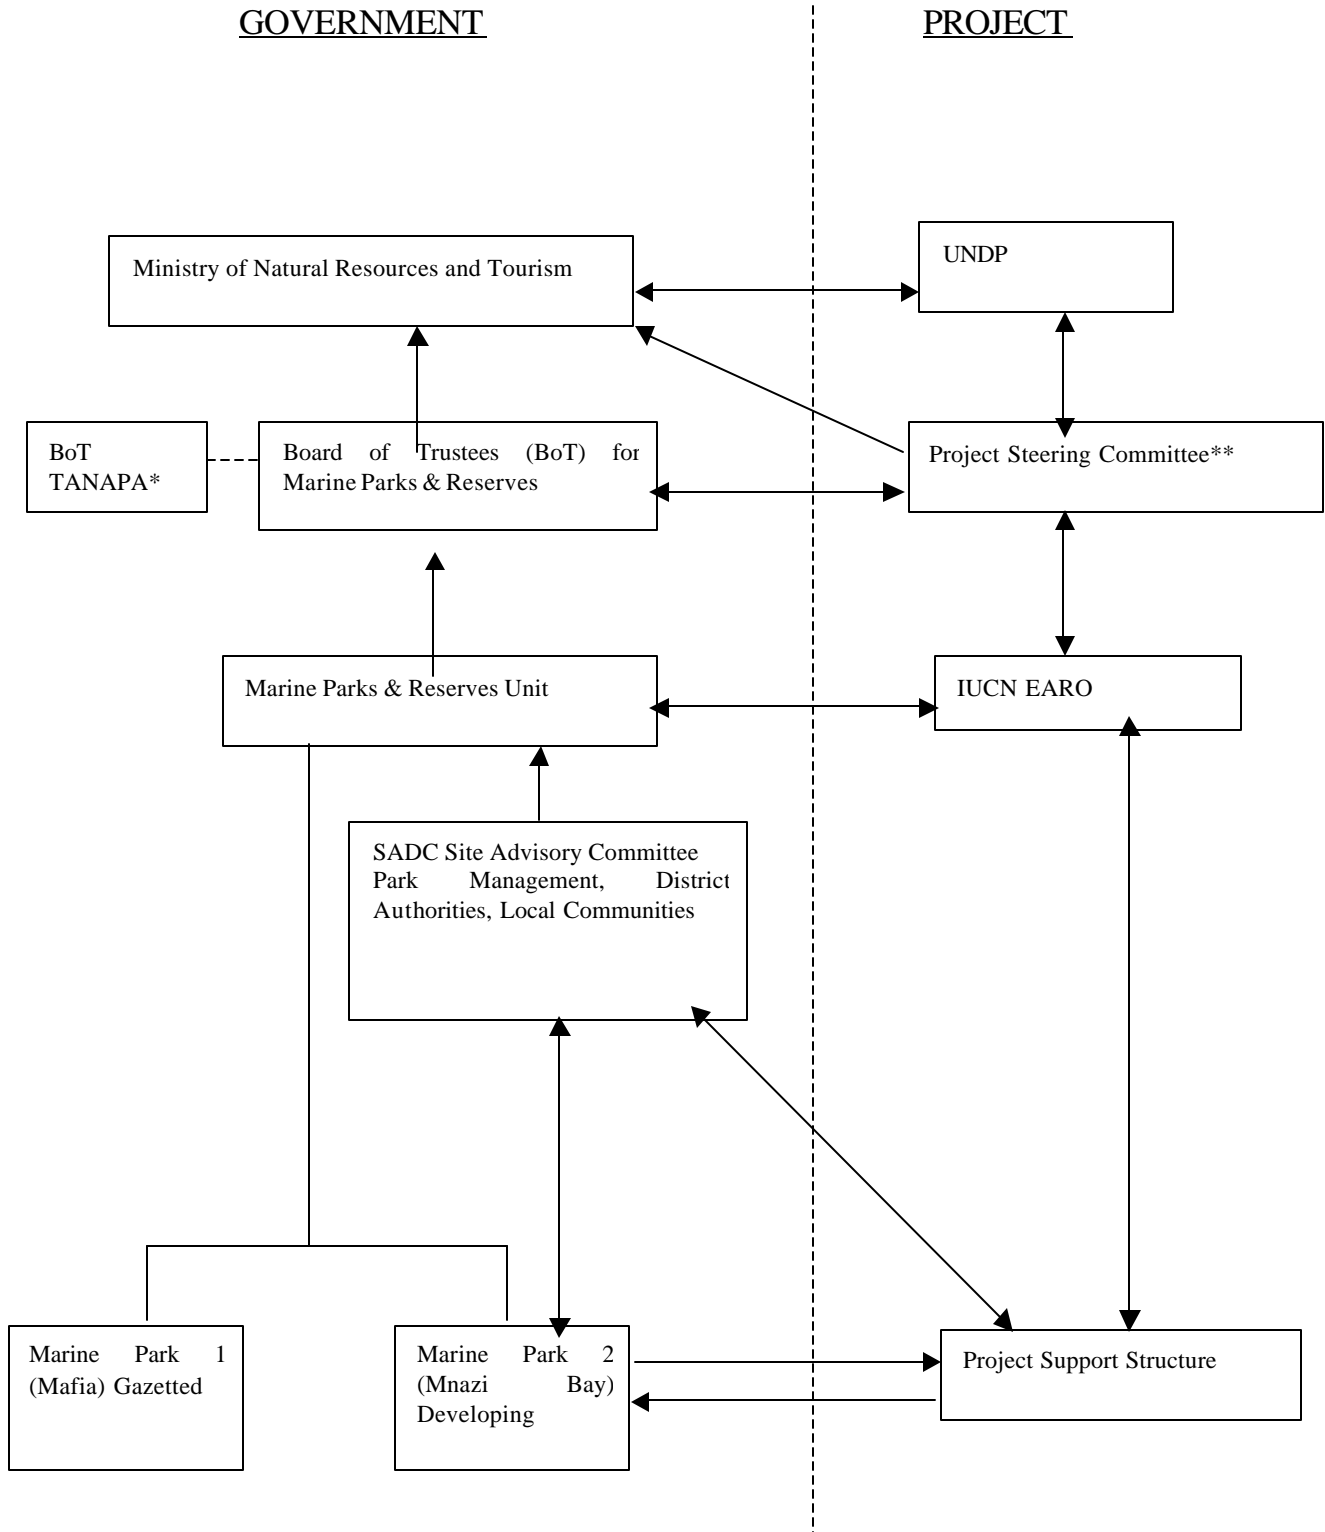 GOVERNMENT
PROJECT
Ministry of Natural Resources and Tourism
UNDP
BoT
TANAPA*
Board of Trustees (BoT) for
Marine Parks & Reserves
Project Steering Committee**
Marine Parks & Reserves Unit
IUCN EARO
SADC Site Advisory Committee
Park Management, District
Authorities, Local Communities
Marine Park 1
(Mafia) Gazetted
Marine Park 2
(Mnazi Bay)
Developing
Project Support Structure